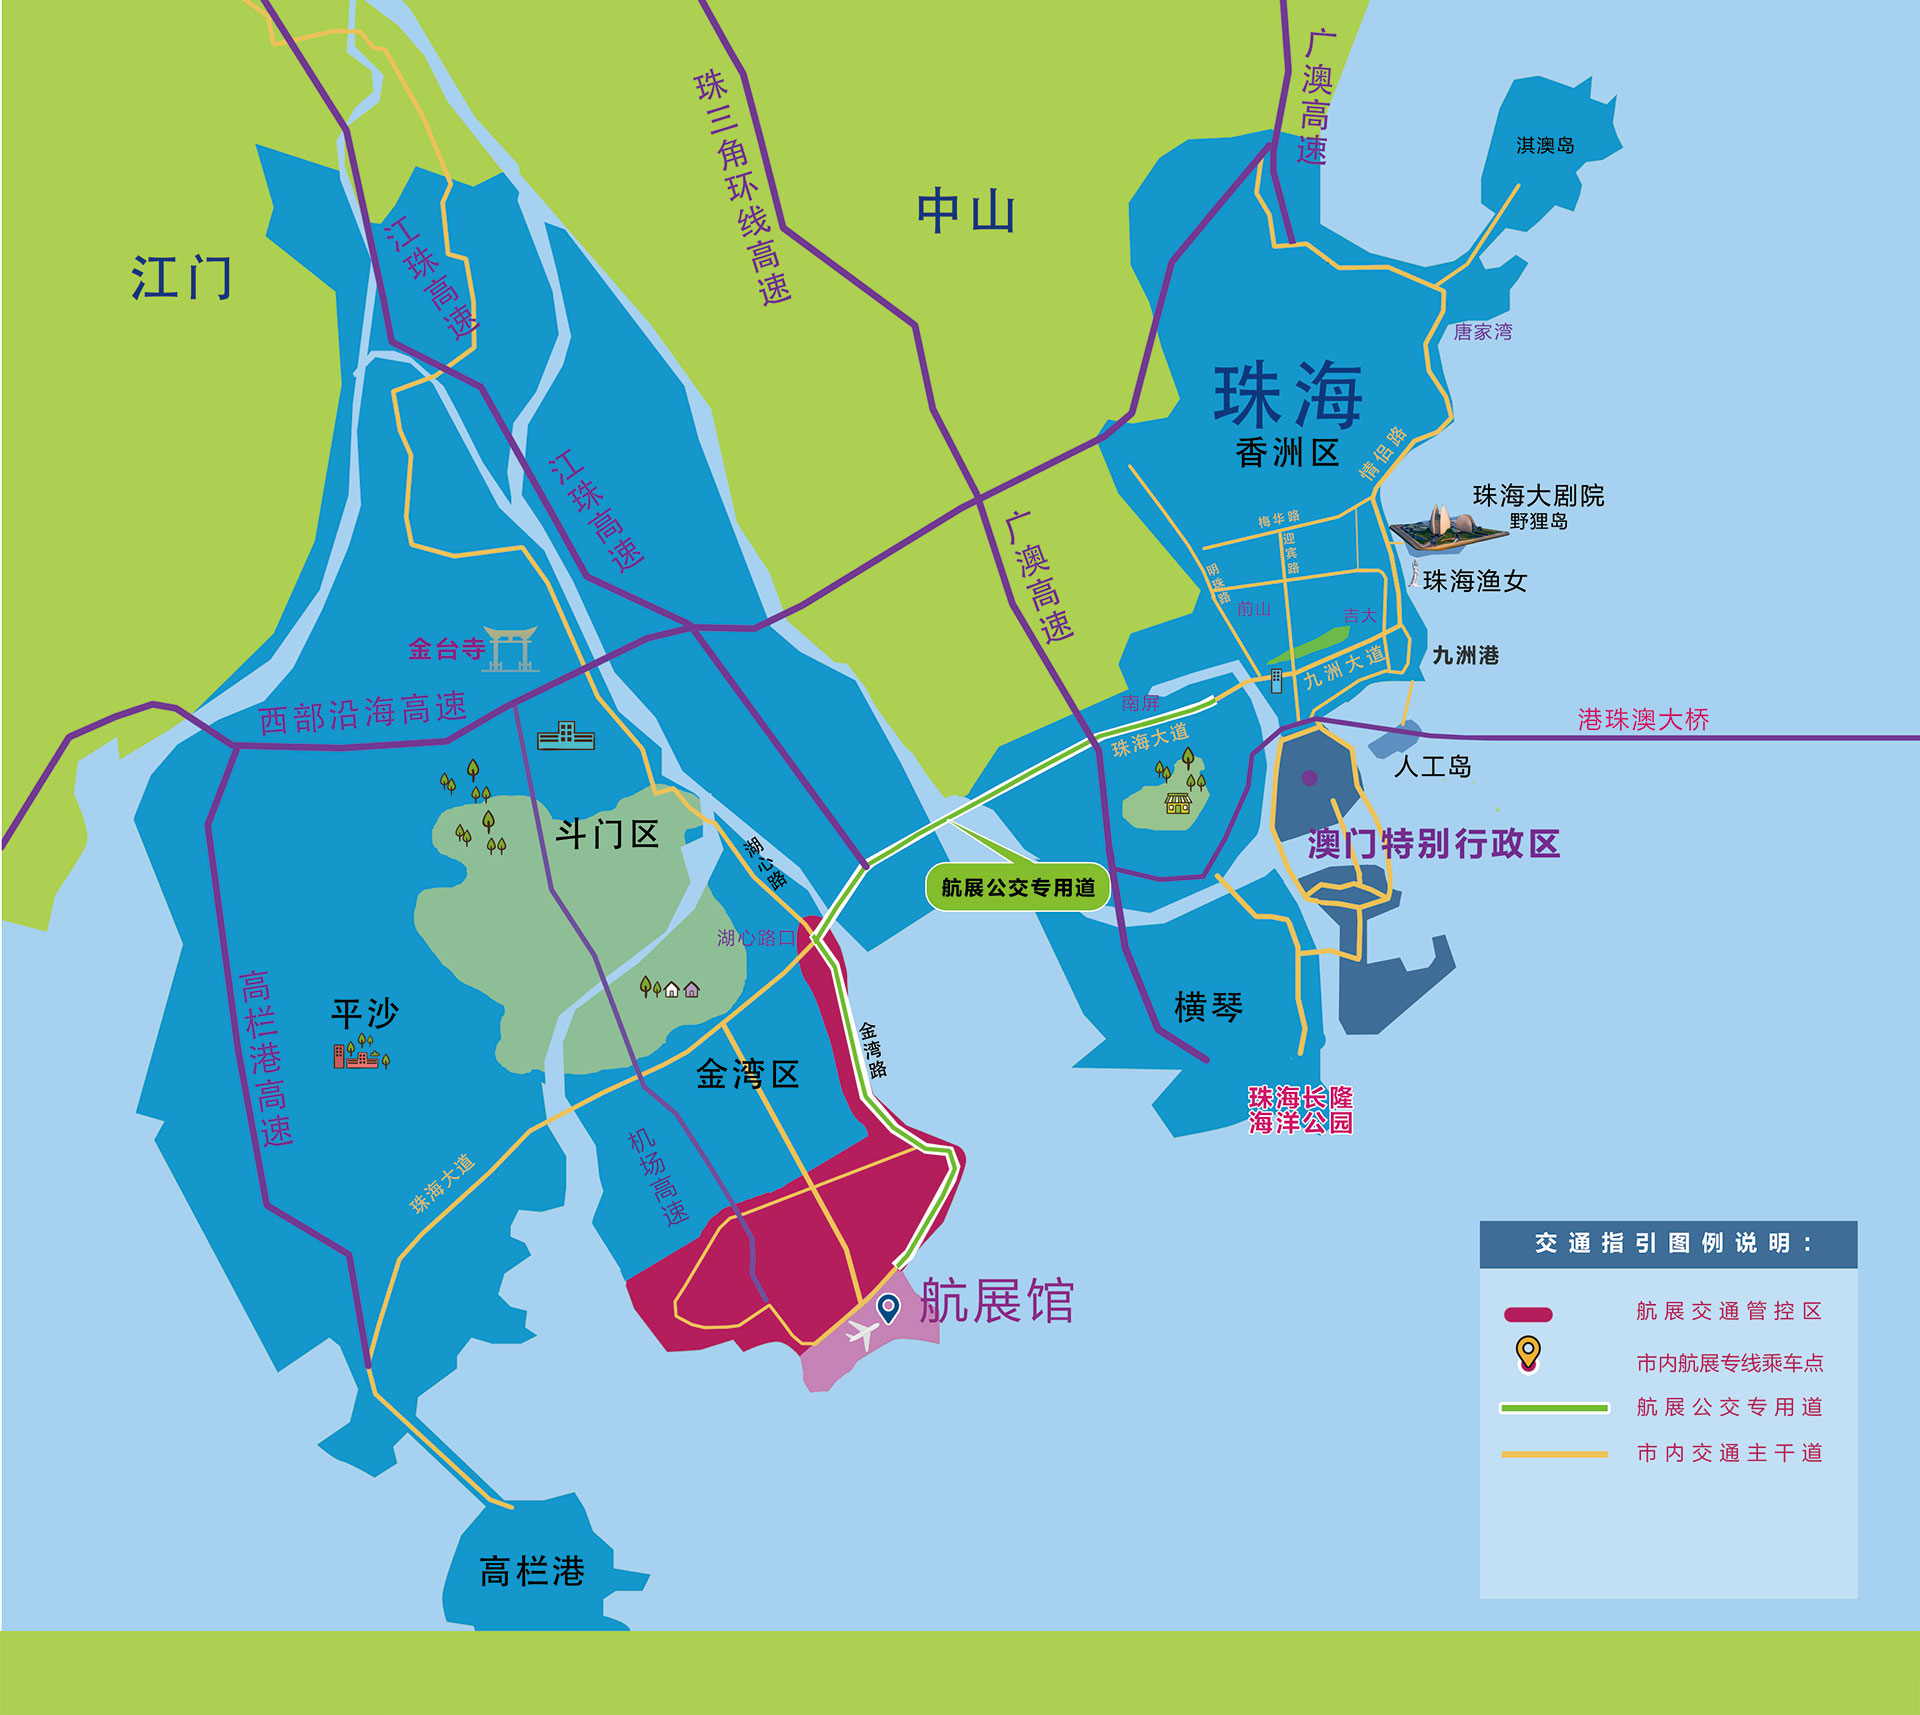 广澳高速
珠三角环线高速
淇澳岛
中山
江门
江珠高速
唐家湾
珠海
香洲区
情侣路
江珠高速
珠海大剧院
野狸岛
梅华路
迎宾路
广澳高速
明珠路
珠海渔女
前山
吉大
金台寺
九洲港
九洲大道
西部沿海高速
南屏
港珠澳大桥
珠海大道
人工岛
斗门区
湖心路
澳门特别行政区
航展公交专用道
湖心路口
高栏港高速
平沙
横琴
金湾路
金湾区
珠海长隆
海洋公园
机场高速
珠海大道
航展馆
交通指引图例说明：
航展交通管控区
市内航展专线乘车点
航展公交专用道
市内交通主干道
高栏港